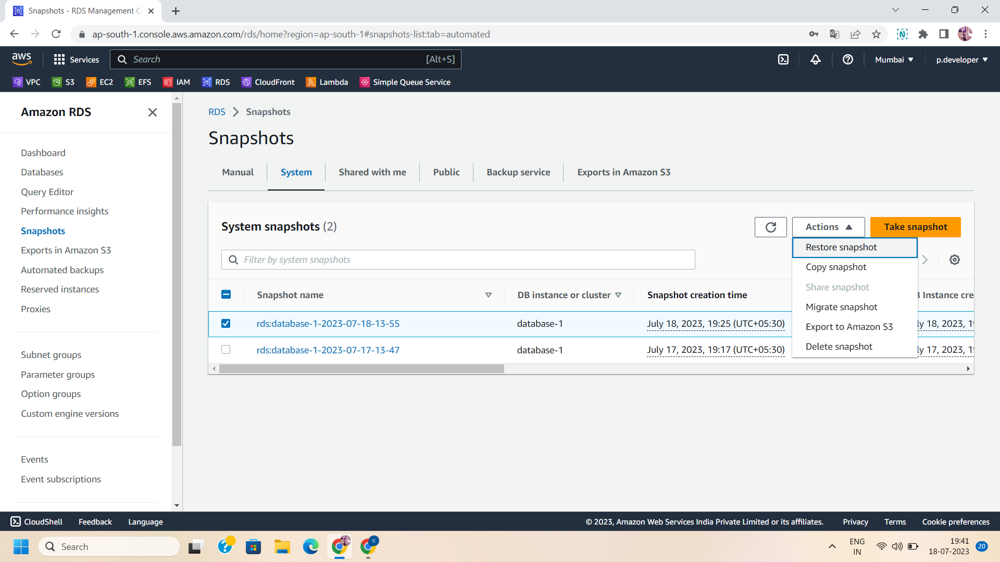 Snapshots - RDS Management C
ap-south-1.console.aws.amazon.com/rds/home?region=ap-south-1#snapshots-list:tab=automated
aws
Services
Search
[Alt+S]
Mumbai
p.developer
VPC
S3
EC2
EFS
IAM
RDS
CloudFront
Lambda
Simple Queue Service
Amazon RDS
Dashboard
Databases
Query Editor
Performance insights
Snapshots
Exports in Amazon S3
Automated backups
Reserved instances
Proxies
Subnet groups
Parameter groups
Option groups
Custom engine versions
Events
Event subscriptions
RDS
Snapshots
Snapshots
Manual
System
Shared with me
Public
Backup service
Exports in Amazon S3
System snapshots (2)
Actions
Take snapshot
Restore snapshot
Copy snapshot
Share snapshot
Migrate snapshot
Export to Amazon S3
Delete snapshot
Filter by system snapshots
Snapshot name
DB instance or cluster
Snapshot creation time
Instance cre
rds:database-1-2023-07-18-13-55
database-1
July 18, 2023, 19:25 (UTC+05:30)
ly 18, 2023, 19
rds:database-1-2023-07-17-13-47
database-1
July 17, 2023, 19:17 (UTC+05:30)
ly 17, 2023, 19
CloudShell
Feedback
Language
© 2023, Amazon Web Services India Private Limited or its affiliates.
Privacy
Terms
Cookie preferences
Search
ENG
IN
19:41
18-07-2023
20